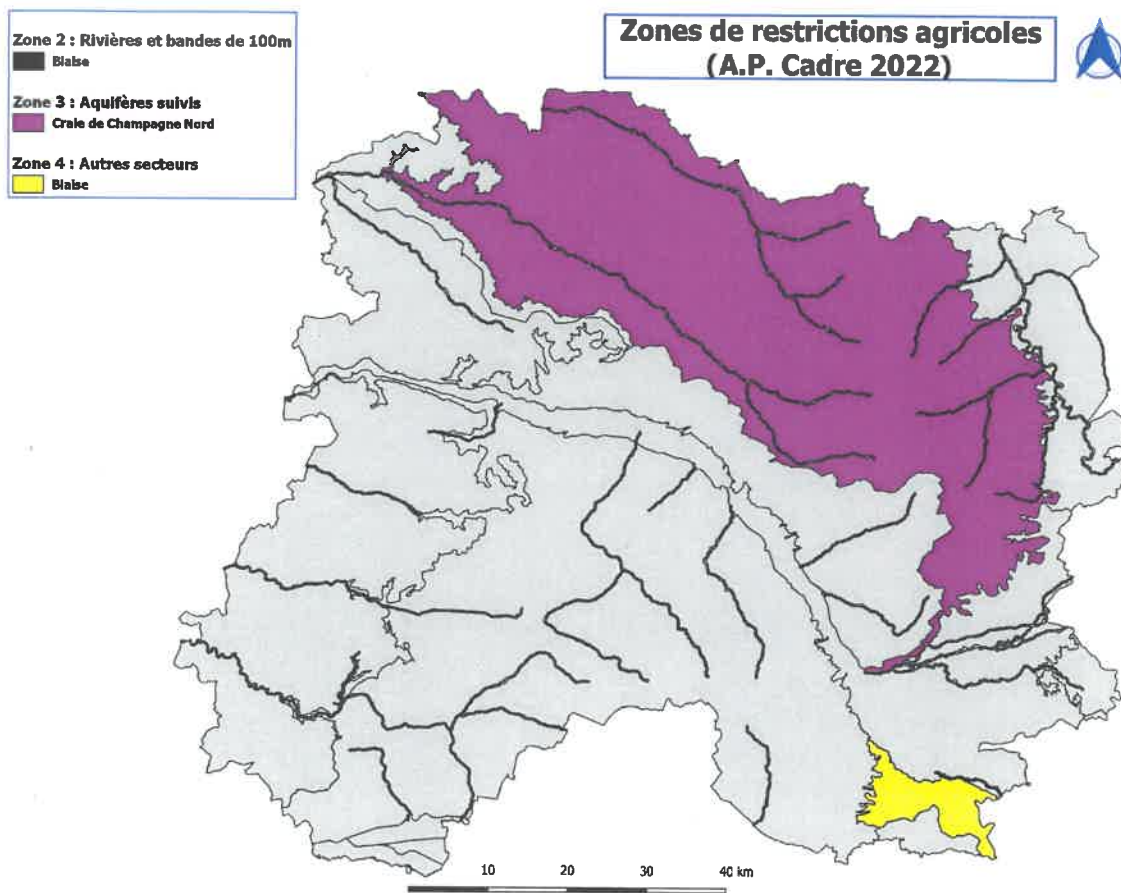 Zone 2 : Rivières et bandes de 100m
Blaise
Zone 3 : Aquifères suivis
Craie de Champagne Nord
Zone 4 : Autres secteurs
Blaise
Zones de restrictions agricoles
(A.P. Cadre 2022)
10 20 30 40 km